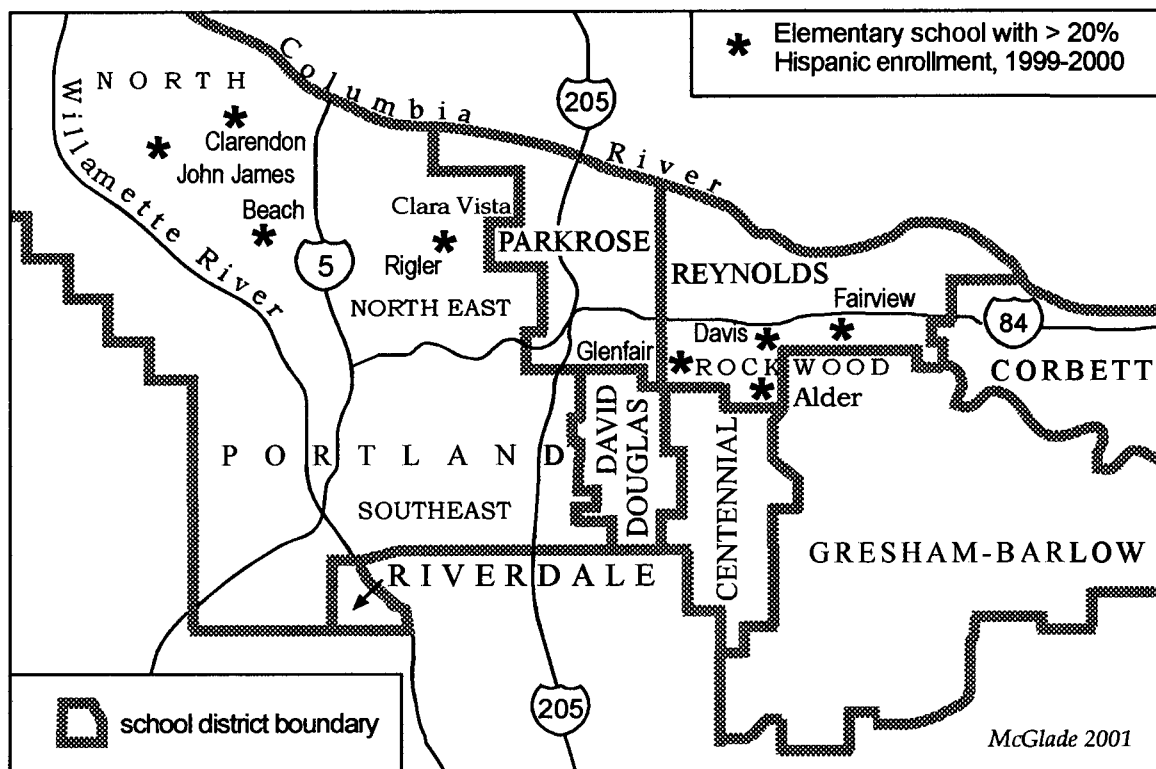 Elementary school with > 20%
Hispanic enrollment, 1999-2000
Columbia River
205
NORTH
Willamette River
Clarendon
John James
Beach
Clara Vista
Rigler
5
NORTH EAST
PARKROSE
REYNOLDS
Fairview
84
Davis
Glenfair
ROCKWOOD
Alder
CORBETT
PORTLAND
SOUTHEAST
DAVID
DOUGLAS
CENTENNIAL
GRESHAM-BARLOW
RIVERDALE
205
school district boundary
McGlade 2001